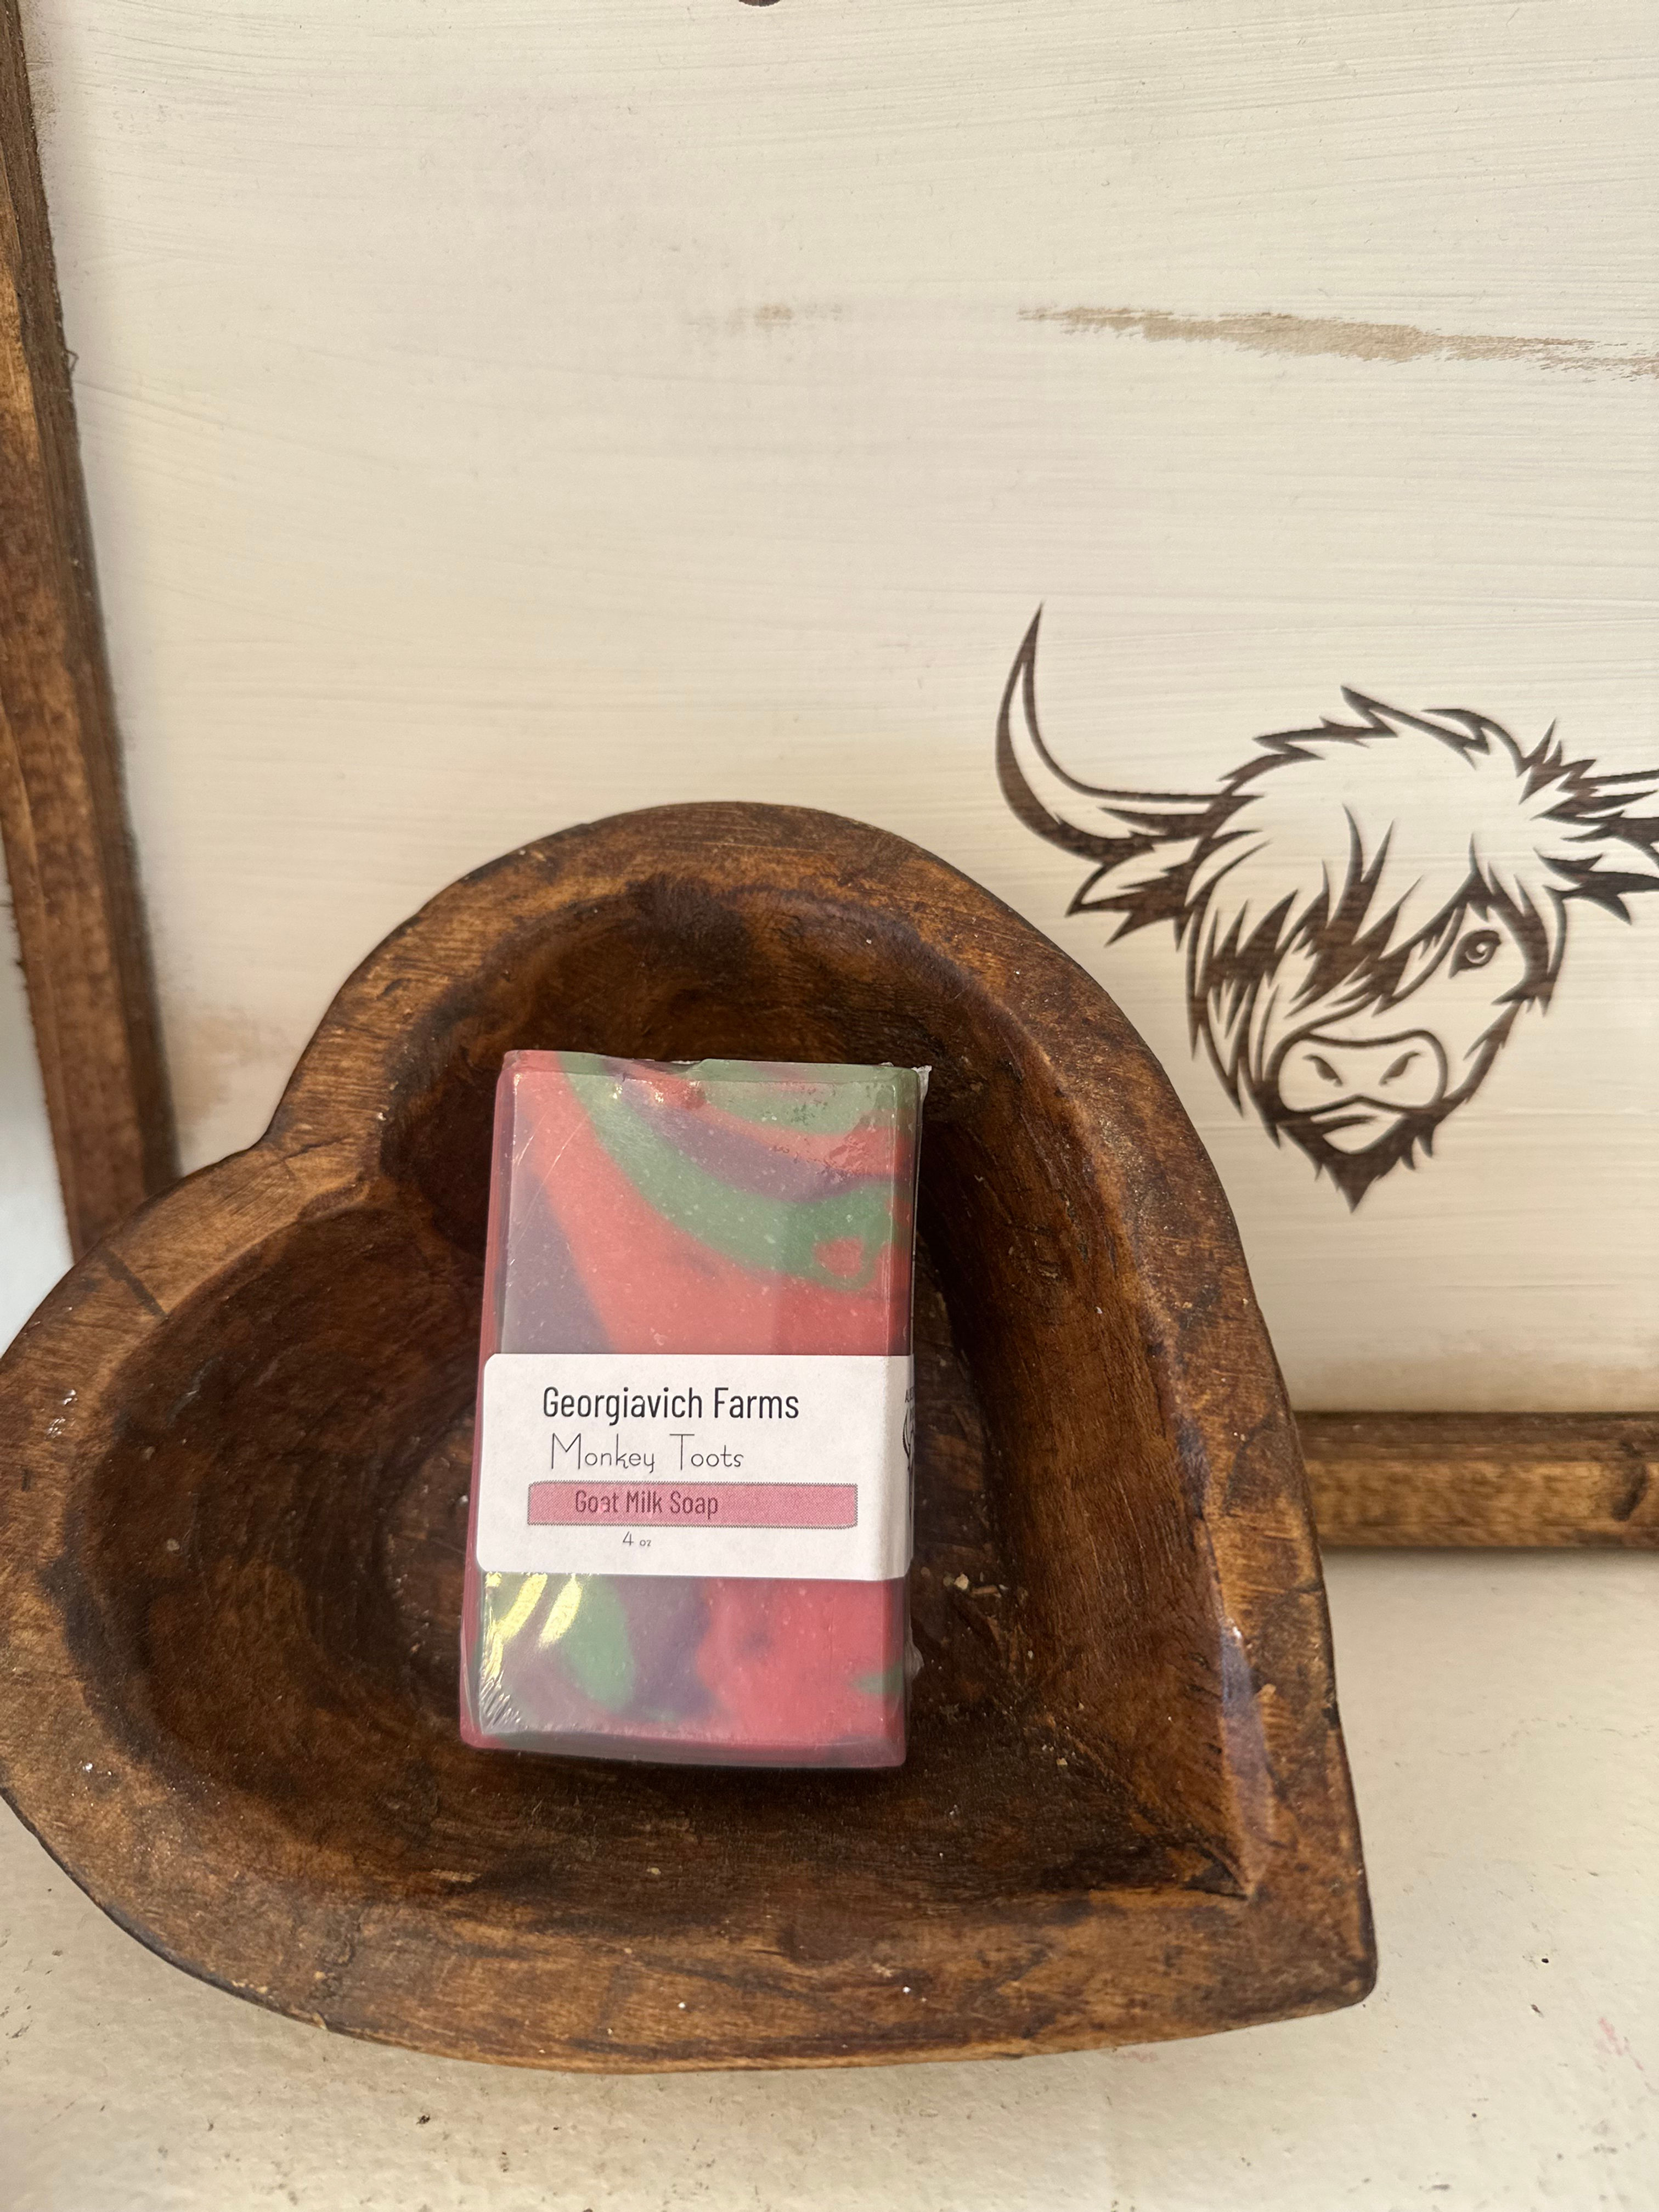 Georgiavich Farms
Monkey Toots
Goat Milk Soap
4 oz